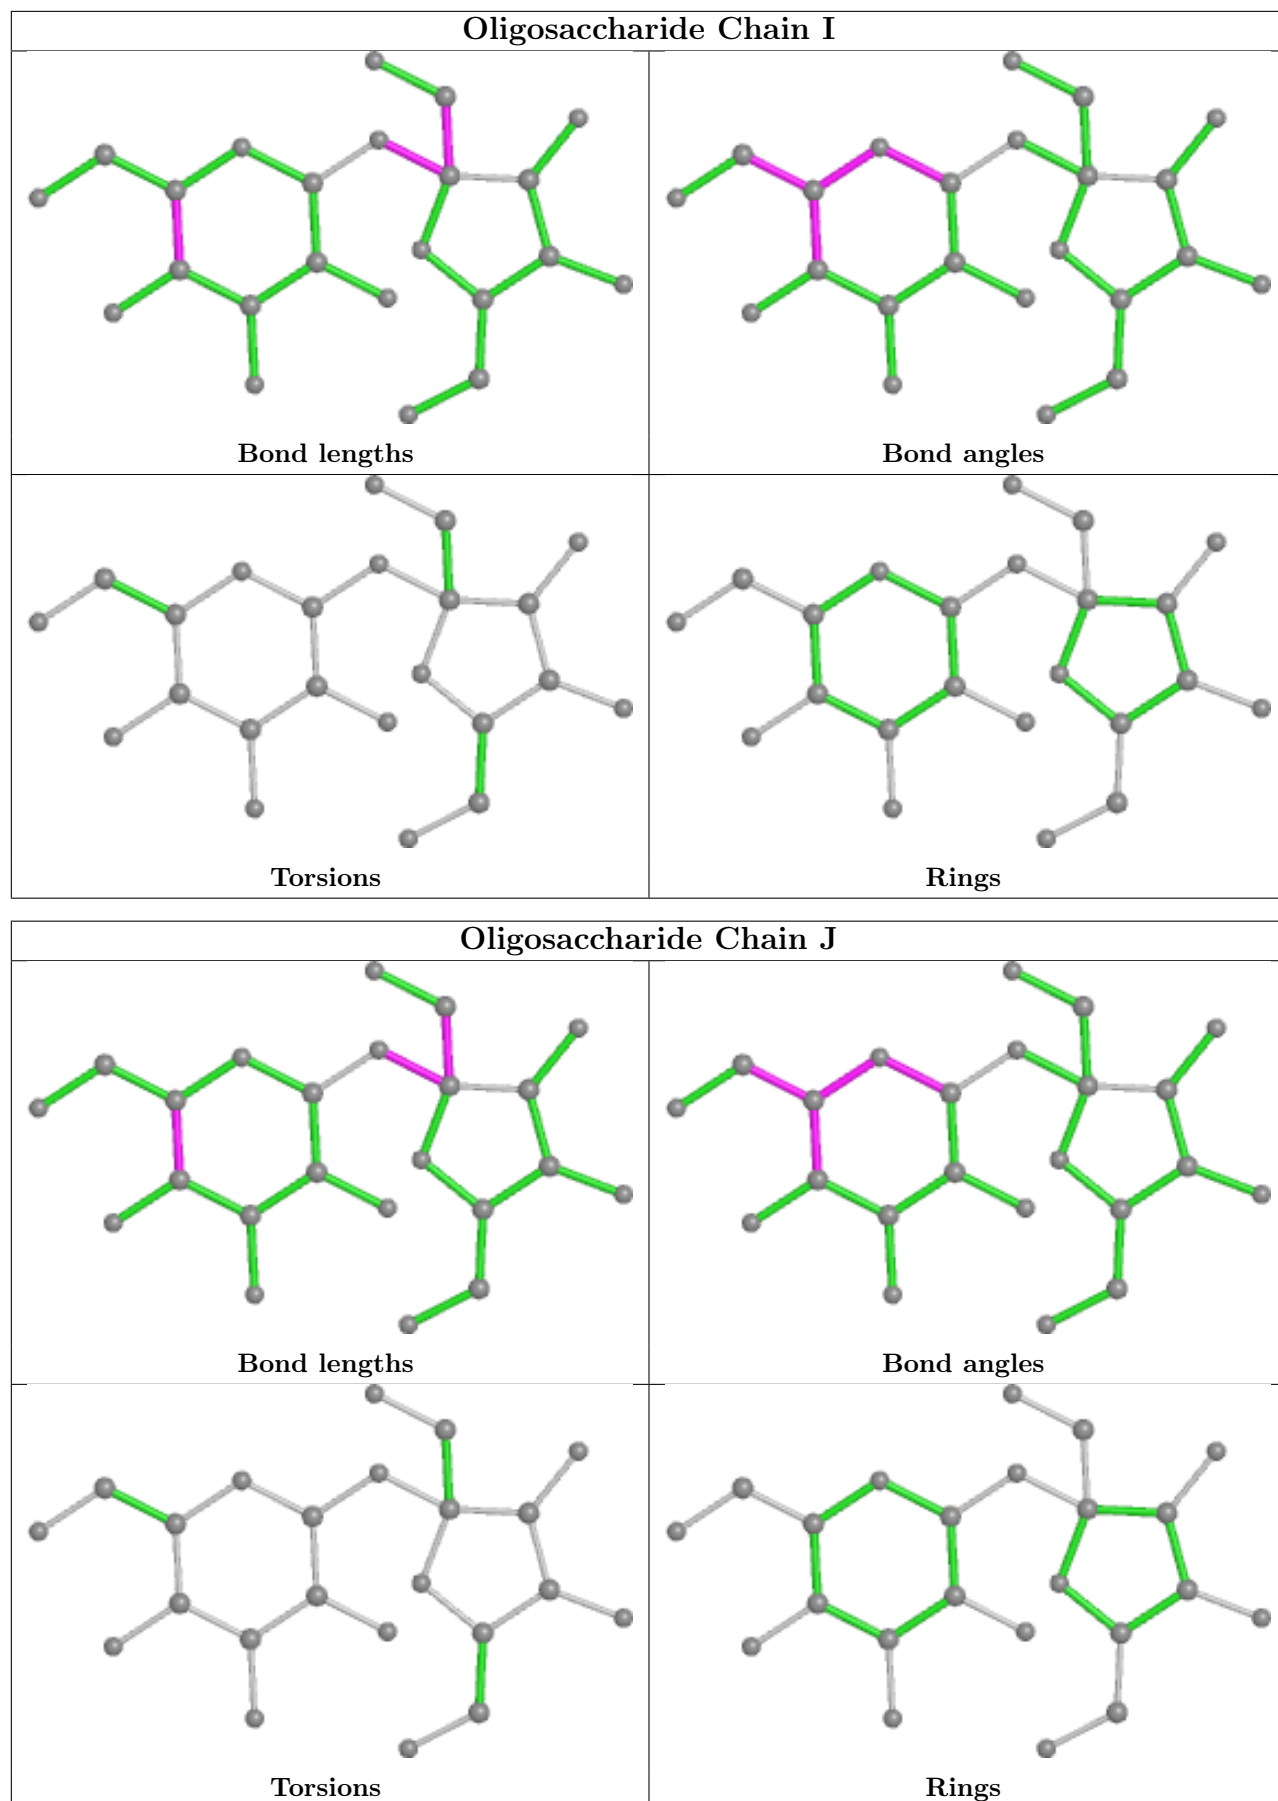 Oligosaccharide Chain I
Bond lengths
Bond angles
Torsions
Rings
Oligosaccharide Chain J
Bond lengths
Bond angles
Torsions
Rings